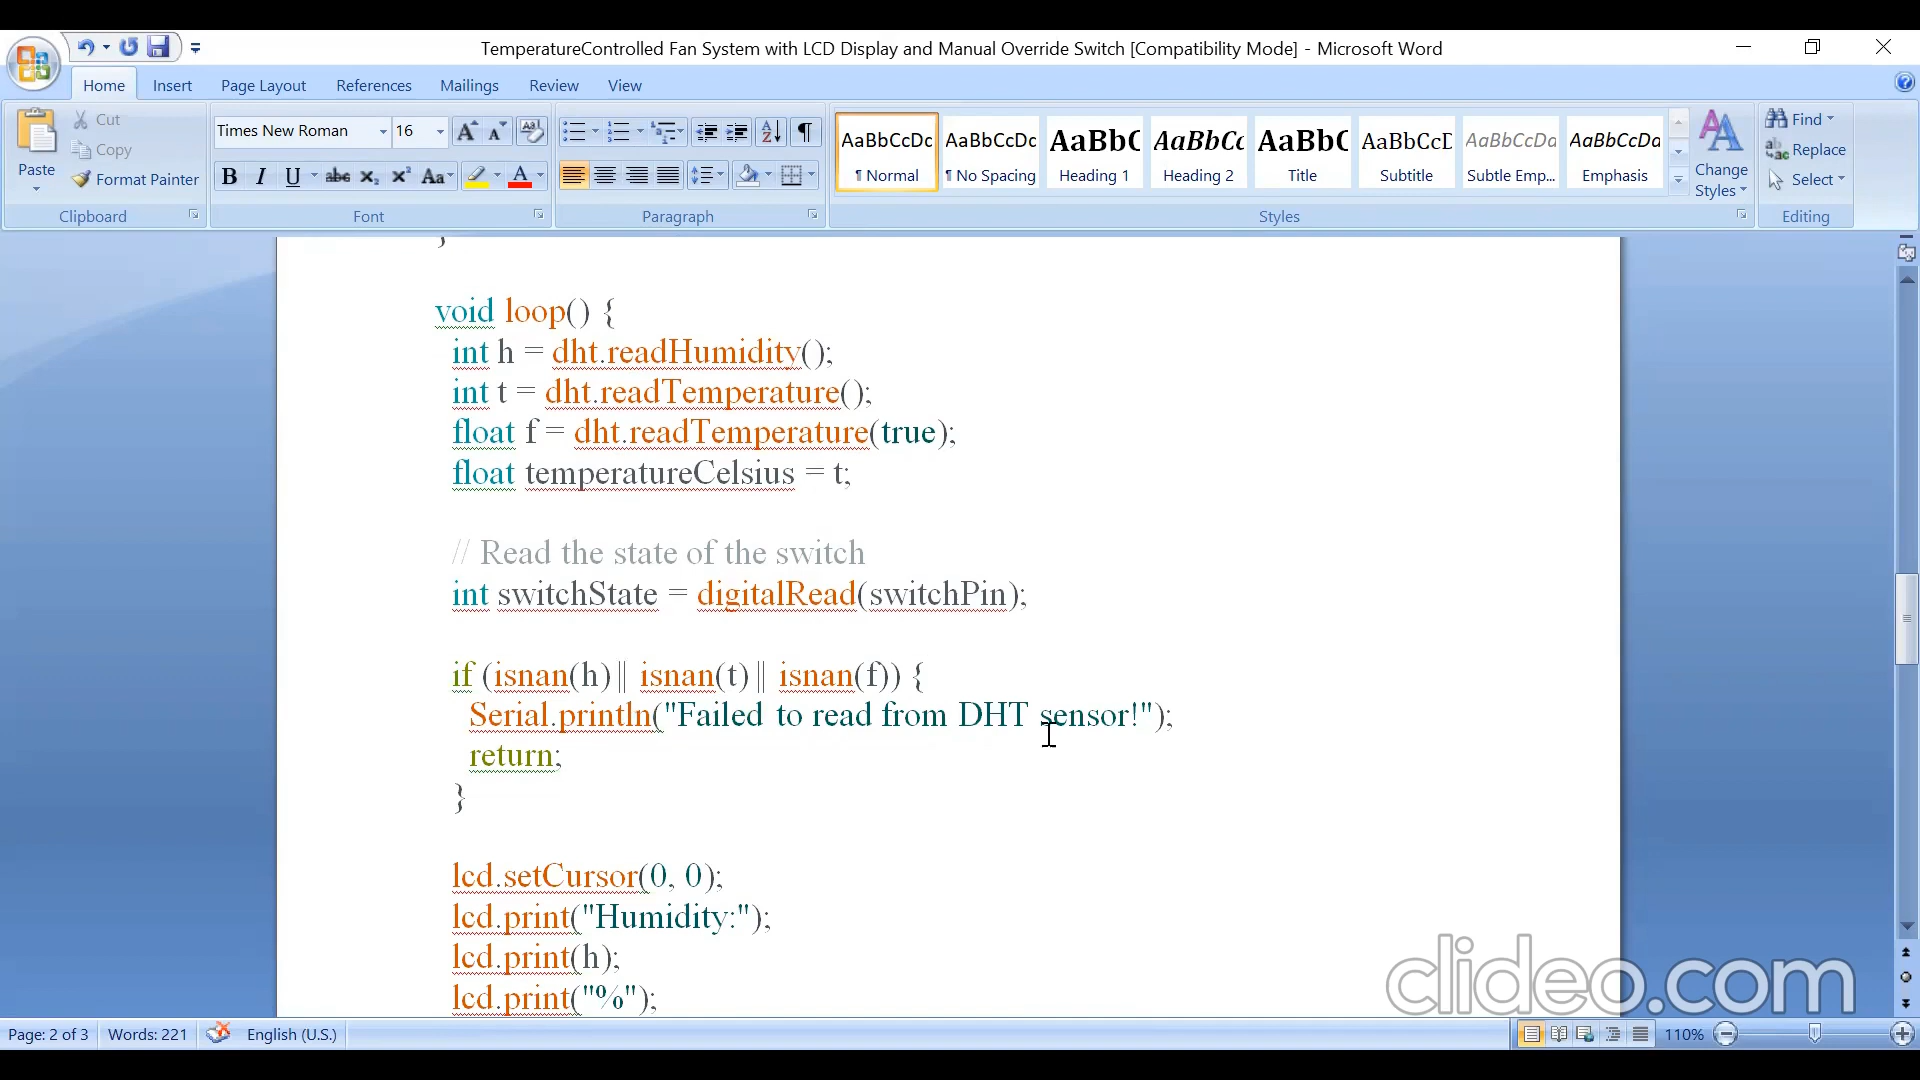 TemperatureControlled Fan System with LCD Display and Manual Override Switch [Compatibility Mode] - Microsoft Word
Home Insert Page Layout References Mailings Review View
Paste
Cut
Copy
Format Painter
Clipboard
Times New Roman 16
B I U abc X₂ X² Aa A
Font
Paragraph
AaBbCcDc AaBbCcDc AaBbC AaBbCc AaBbC AaBbCcD AaBbCcDa AaBbCcDa
¶ Normal ¶ No Spacing Heading 1 Heading 2 Title Subtitle Subtle Emp... Emphasis
Change Styles
Styles
Find
Replace
Select
Editing
}
void loop() {
int h = dht.readHumidity();
int t = dht.readTemperature();
float f = dht.readTemperature(true);
float temperatureCelsius = t;
// Read the state of the switch
int switchState = digitalRead(switchPin);
if (isnan(h)|| isnan(t)|| isnan(f)) {
Serial.println("Failed to read from DHT sensor!");
return;
}
lcd.setCursor(0, 0);
lcd.print("Humidity:");
lcd.print(h);
lcd.print("%");
clideo.com
Page: 2 of 3 Words: 221 English (U.S.) 110%